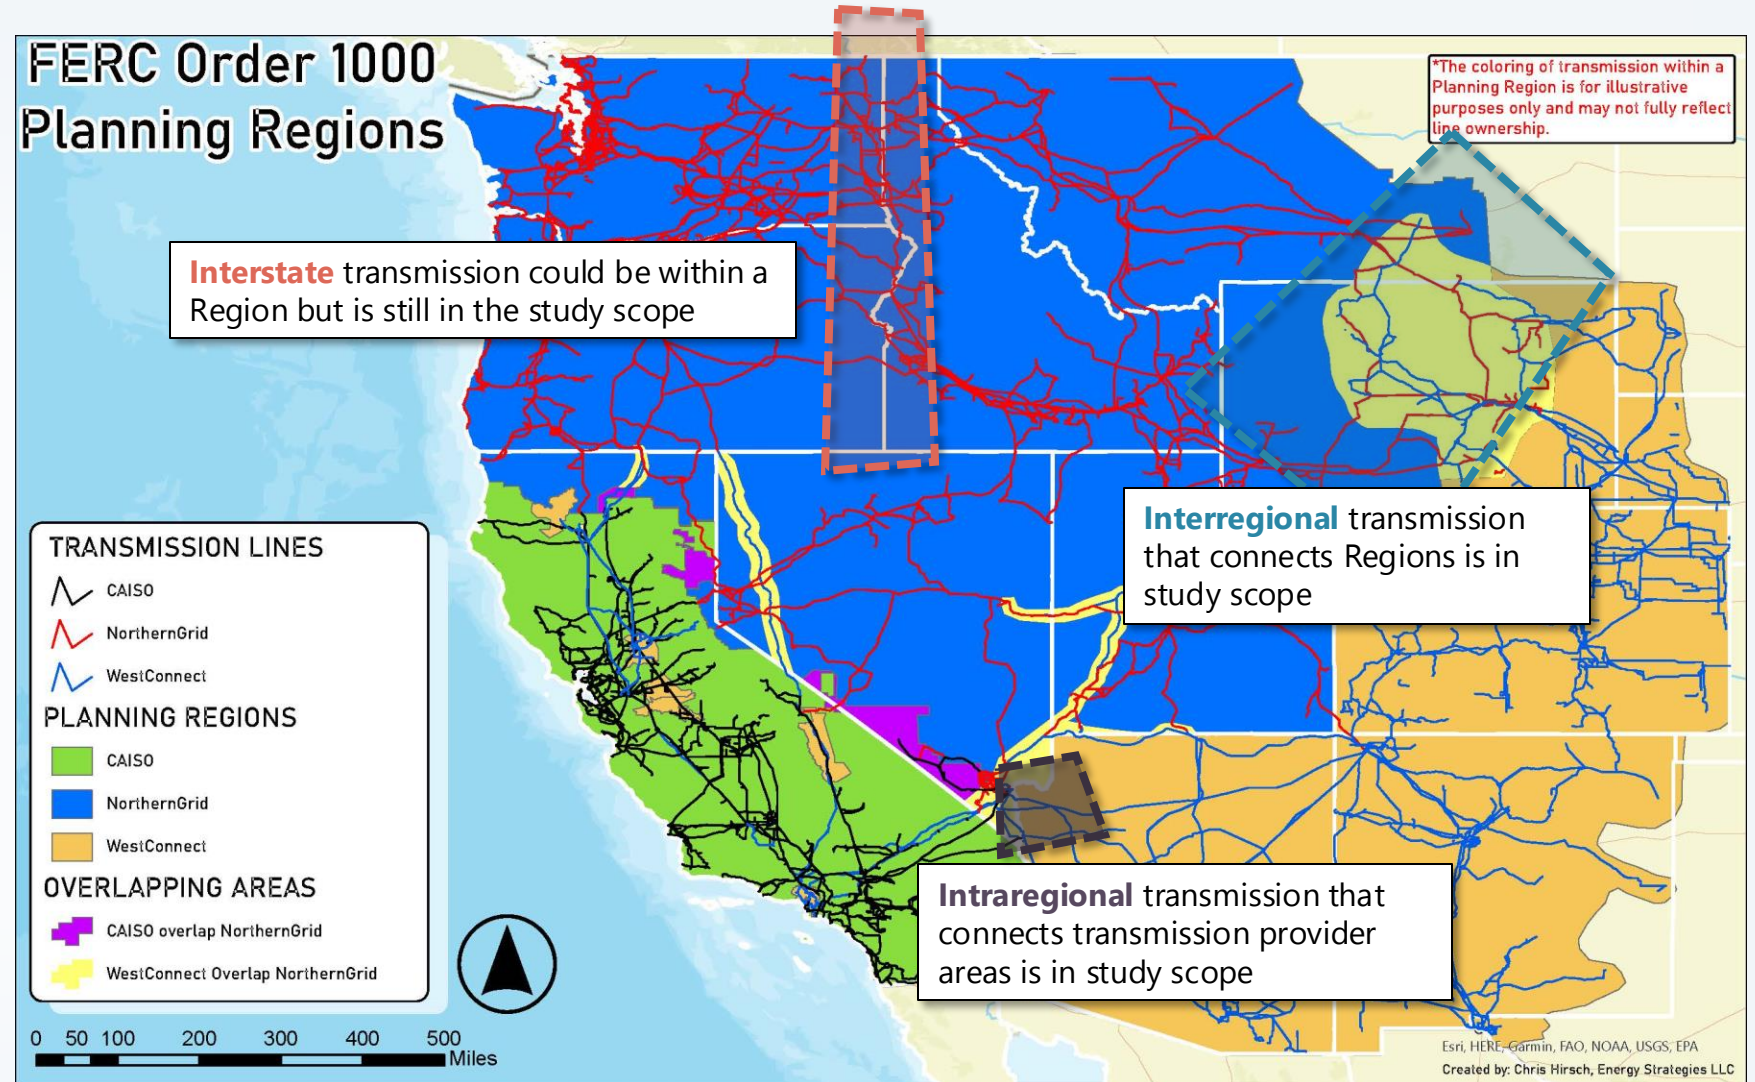 FERC Order 1000
Planning Regions
*The coloring of transmission within a
Planning Region is for illustrative
purposes only and may not fully reflect
line ownership.
Interstate transmission could be within a
Region but is still in the study scope
Interregional transmission
that connects Regions is in
study scope
Intraregional transmission that
connects transmission provider
areas is in study scope
TRANSMISSION LINES
CAISO
NorthernGrid
WestConnect
PLANNING REGIONS
CAISO
NorthernGrid
WestConnect
OVERLAPPING AREAS
CAISO overlap NorthernGrid
WestConnect Overlap NorthernGrid
0 50 100 200 300 400 500
Miles
Esri, HERE, Garmin, FAO, NOAA, USGS, EPA
Created by: Chris Hirsch, Energy Strategies LLC